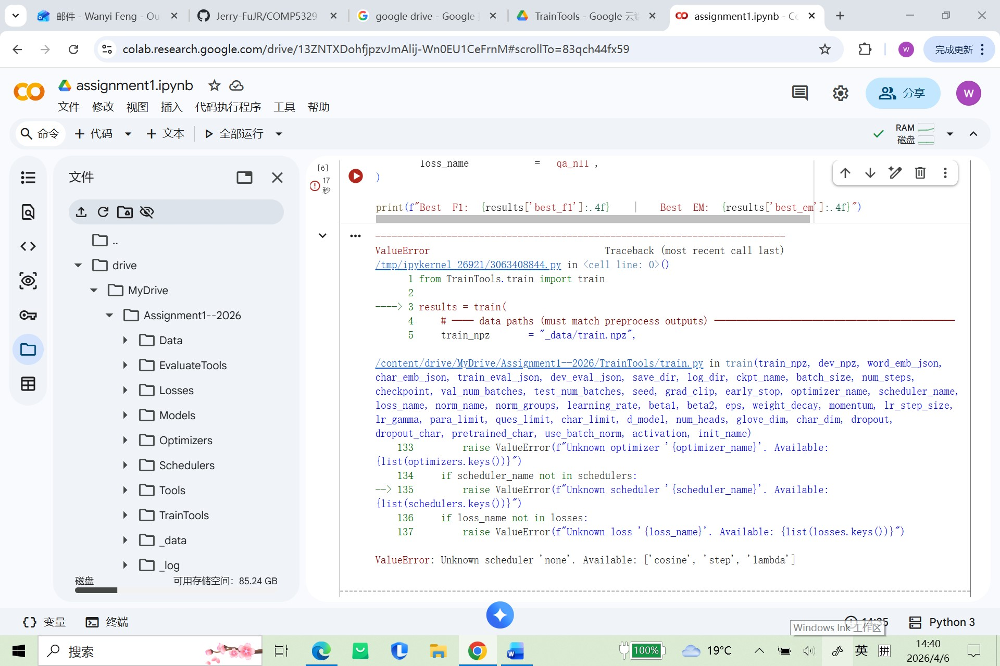 邮件 - Wanyi Feng - Ou
Jerry-FuJR/COMP5329
google drive - Google
TrainTools - Google 云端
assignment1.ipynb - Co
colab.research.google.com/drive/13ZNTXDohfjpzvJmAlij-Wn0EU1CeFrnM#scrollTo=83qch44fx59
W
完成更新
assignment1.ipynb
文件 修改 视图 插入 代码执行程序 工具 帮助
分享
W
命令
+ 代码
+ 文本
全部运行
RAM
磁盘
文件
..
drive
MyDrive
Assignment1--2026
Data
EvaluateTools
Losses
Models
Optimizers
Schedulers
Tools
TrainTools
_data
_log
磁盘
可用存储空间: 85.24 GB
[6]
17
秒
loss_name = qa_nll ,
)
print(f"Best F1: {results['best_f1']:.4f} | Best EM: {results['best_em']:.4f}")
---------------------------------------------------------------------------
ValueError Traceback (most recent call last)
/tmp/ipykernel_26921/3063408844.py in <cell line: 0>()
1 from TrainTools.train import train
2
----> 3 results = train(
4 # ── data paths (must match preprocess outputs) ────────────────────────────
5 train_npz = "_data/train.npz",
/content/drive/MyDrive/Assignment1--2026/TrainTools/train.py in train(train_npz, dev_npz, word_emb_json,
char_emb_json, train_eval_json, dev_eval_json, save_dir, log_dir, ckpt_name, batch_size, num_steps,
checkpoint, val_num_batches, test_num_batches, seed, grad_clip, early_stop, optimizer_name, scheduler_name,
loss_name, norm_name, norm_groups, learning_rate, beta1, beta2, eps, weight_decay, momentum, lr_step_size,
lr_gamma, para_limit, ques_limit, char_limit, d_model, num_heads, glove_dim, char_dim, dropout,
dropout_char, pretrained_char, use_batch_norm, activation, init_name)
133 raise ValueError(f"Unknown optimizer '{optimizer_name}'. Available:
{list(optimizers.keys())}")
134 if scheduler_name not in schedulers:
--> 135 raise ValueError(f"Unknown scheduler '{scheduler_name}'. Available:
{list(schedulers.keys())}")
136 if loss_name not in losses:
137 raise ValueError(f"Unknown loss '{loss_name}'. Available: {list(losses.keys())}")
ValueError: Unknown scheduler 'none'. Available: ['cosine', 'step', 'lambda']
变量
终端
14:35
Windows Ink 工作区
Python 3
搜索
100%
19°C
英
拼
14:40
2026/4/6